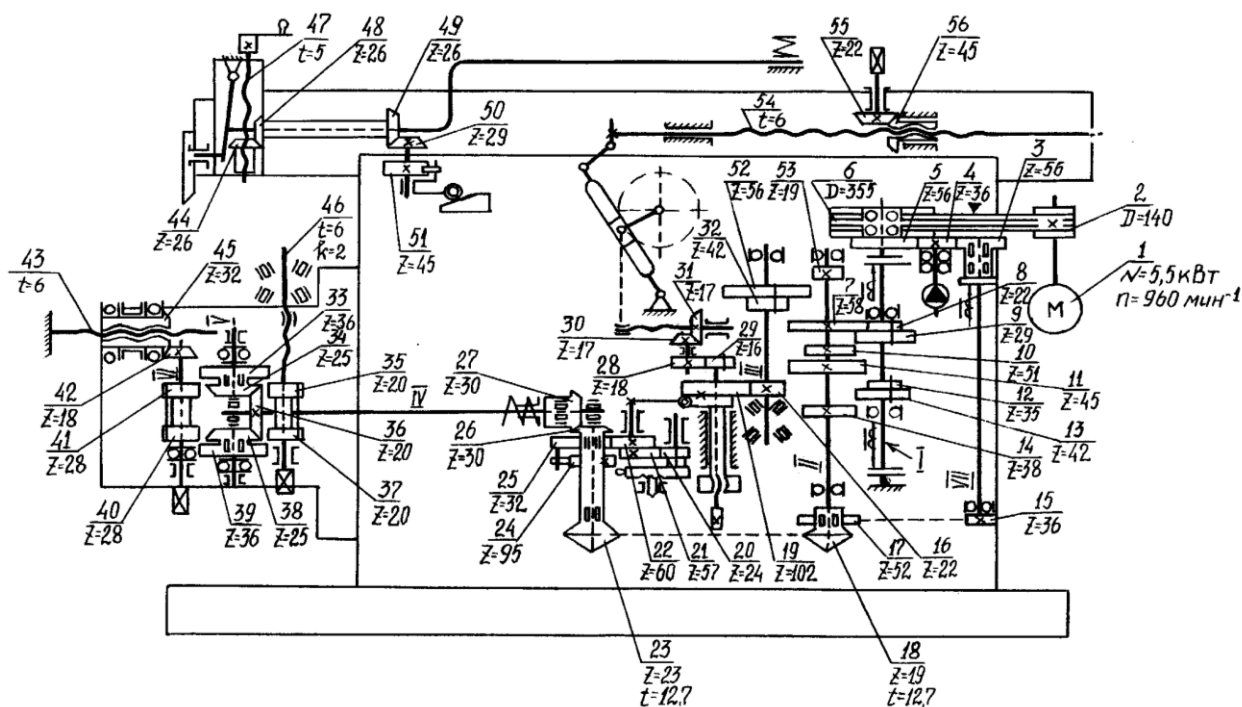 47
t=5
48
Z=26
49
Z=26
50
Z=29
44
Z=26
51
Z=45
46
t=6
k=2
43
t=6
45
Z=32
33
Z=36
34
Z=25
35
Z=20
36
Z=20
37
Z=20
38
Z=25
39
Z=36
40
Z=28
41
Z=28
42
Z=18
V
VI
IV
27
Z=30
26
Z=30
25
Z=32
24
Z=95
23
Z=23
t=12,7
22
Z=60
21
Z=57
20
Z=24
19
Z=102
16
Z=22
17
Z=52
18
Z=19
t=12,7
28
Z=18
29
Z=16
30
Z=17
31
Z=17
32
Z=42
52
Z=56
53
Z=19
54
t=6
55
Z=22
56
Z=45
6
D=355
5
Z=56
4
Z=36
3
Z=56
2
D=140
1
N=5,5кВт
n=960 мин-1
М
7
Z=38
8
Z=22
9
Z=29
10
Z=51
11
Z=45
12
Z=35
13
Z=42
14
Z=38
15
Z=36
I
II
III
VII